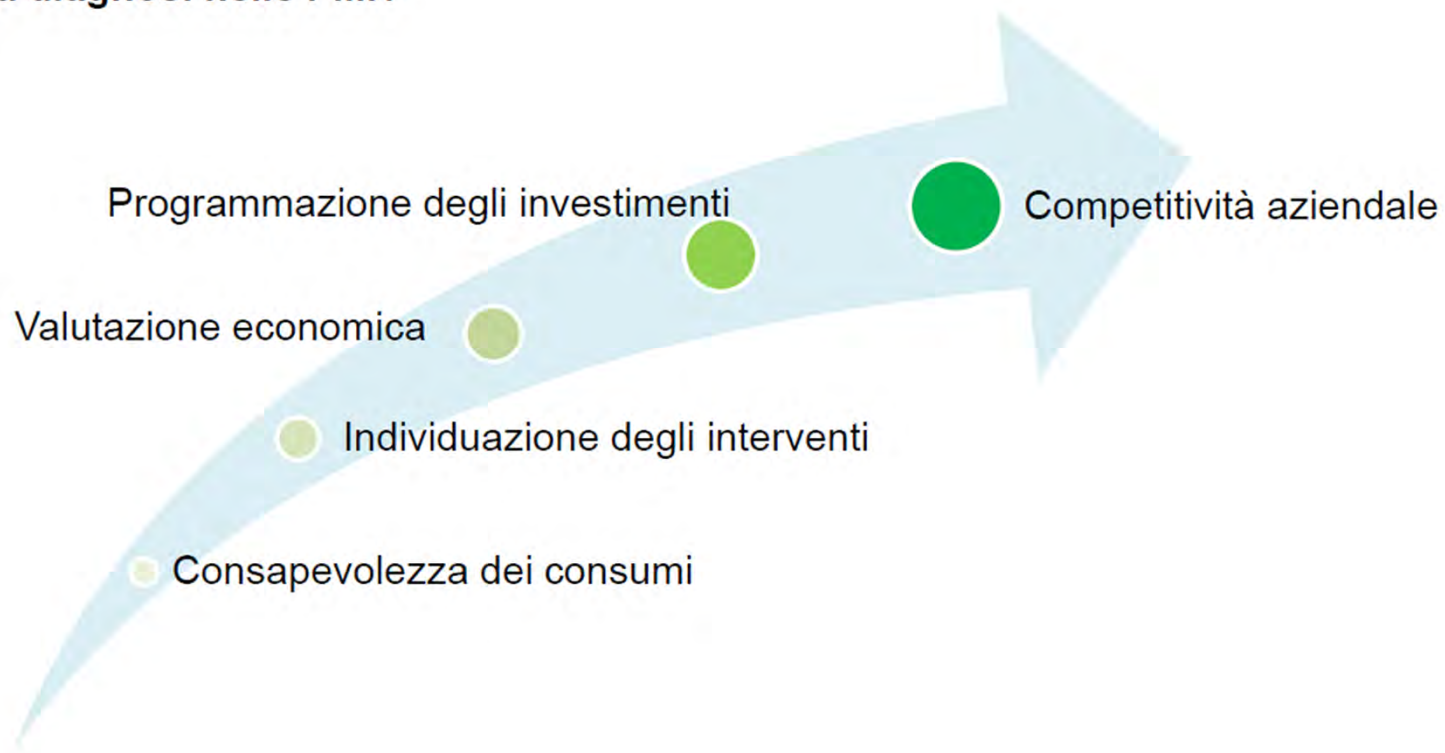 Programmazione degli investimenti
Competitività aziendale
Valutazione economica
Individuazione degli interventi
Consapevolezza dei consumi